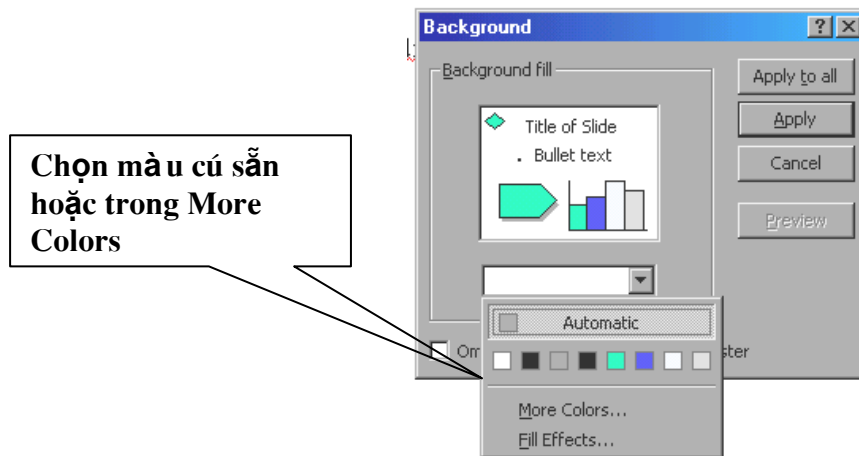 Background
Background fill
Apply to all
Title of Slide
Apply
. Bullet text
Cancel
Chọn màu cú sẵn
hoặc trong More
Colors
Preview
Automatic
Om
ster
More Colors...
Fill Effects...